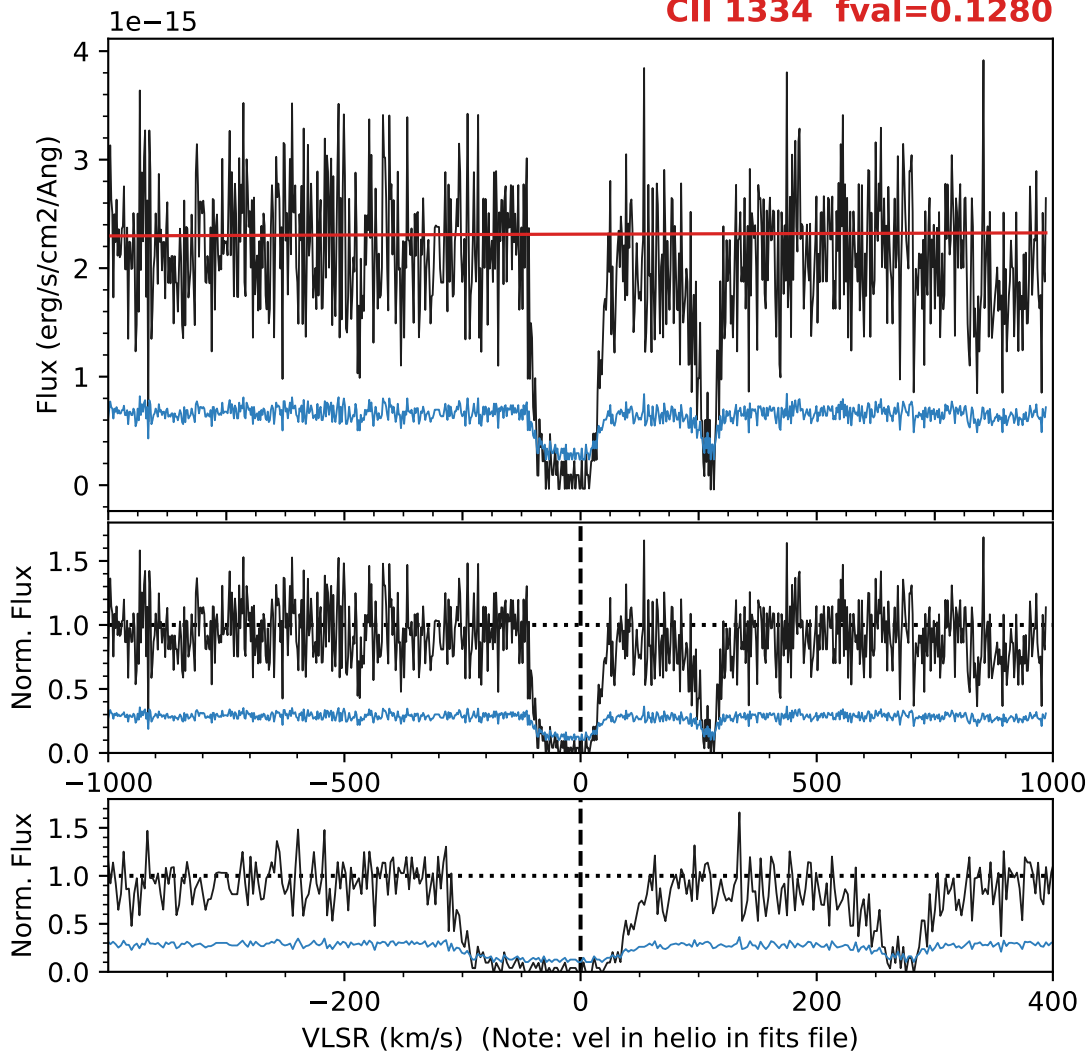 CII 1334 fval=0.1280
1e−15
4
3
2
1
0
Flux (erg/s/cm2/Ang)
1.5
1.0
0.5
0.0
Norm. Flux
−1000 −500 0 500 1000
1.5
1.0
0.5
0.0
Norm. Flux
−200 0 200 400
VLSR (km/s) (Note: vel in helio in fits file)